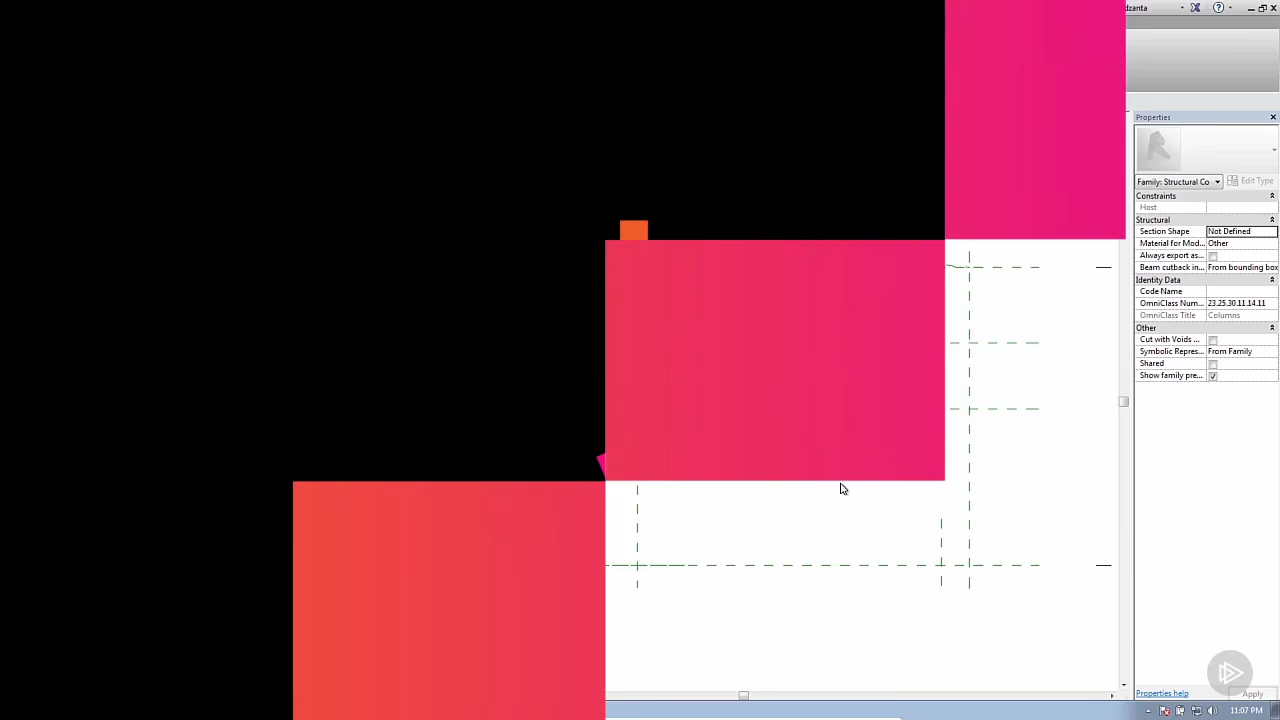 dzanta
?
Properties
Family: Structural Co
Edit Type
Constraints
Host
Structural
Section Shape Not Defined
Material for Mod... Other
Always export as...
Beam cutback in... From bounding box
Identity Data
Code Name
OmniClass Num... 23.25.30.11.14.11
OmniClass Title Columns
Other
Cut with Voids ...
Symbolic Repres... From Family
Shared
Show family pre...
Properties help
Apply
11:07 PM